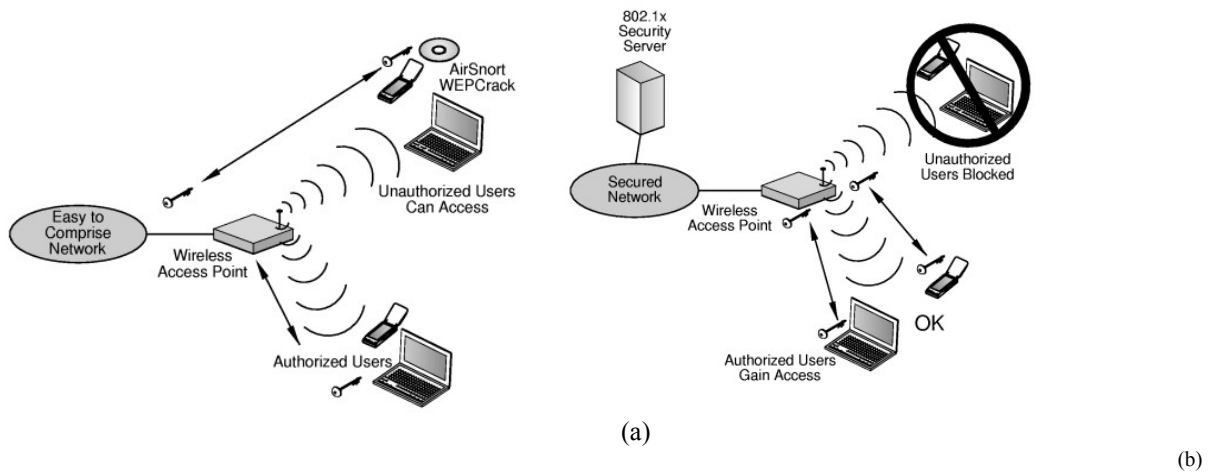 AirSnort
WEPCrack
Unauthorized Users
Can Access
Easy to
Comprise
Network
Wireless
Access Point
Authorized Users
802.1x
Security
Server
Unauthorized
Users Blocked
Secured
Network
Wireless
Access Point
OK
Authorized Users
Gain Access
(a)
(b)